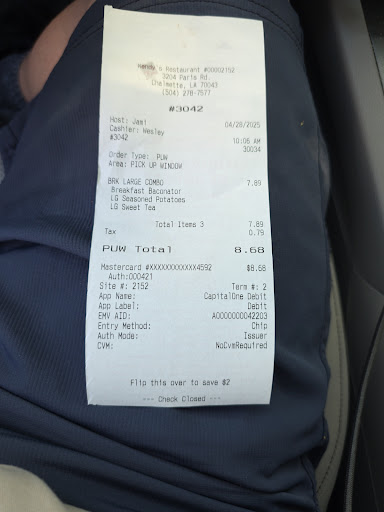 Wendy's Restaurant #00002152
3204 Paris Rd.
Chalmette, LA 70043
(504) 278-7577
#3042
Host: Jami 04/28/2025
Cashier: Wesley
#3042 10:06 AM
30034
Order Type: PUW
Area: PICK UP WINDOW
BRK LARGE COMBO 7.89
Breakfast Baconator
LG Seasoned Potatoes
LG Sweet Tea
Total Items 3 7.89
Tax 0.79
PUW Total 8.68
Mastercard #XXXXXXXXXXXX4592 $8.68
Auth:000421
Site #: 2152 Term #: 2
App Name: CapitalOne Debit
App Label: Debit
EMV AID: A0000000042203
Entry Method: Chip
Auth Mode: Issuer
CVM: NoCvmRequired
Flip this over to save $2
--- Check Closed ---